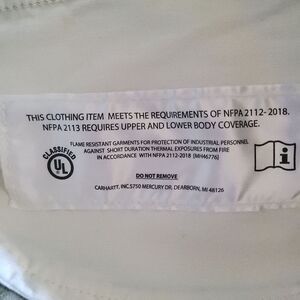 THIS CLOTHING ITEM MEETS THE REQUIREMENTS OF NFPA 2112-2018.
NFPA 2113 REQUIRES UPPER AND LOWER BODY COVERAGE.
CLASSIFIED
UL
FLAME RESISTANT GARMENTS FOR PROTECTION OF INDUSTRIAL PERSONNEL
AGAINST SHORT DURATION THERMAL EXPOSURES FROM FIRE
IN ACCORDANCE WITH NFPA 2112-2018 (MH46776)
i
DO NOT REMOVE
CARHARTT, INC.5750 MERCURY DR. DEARBORN, MI 48126